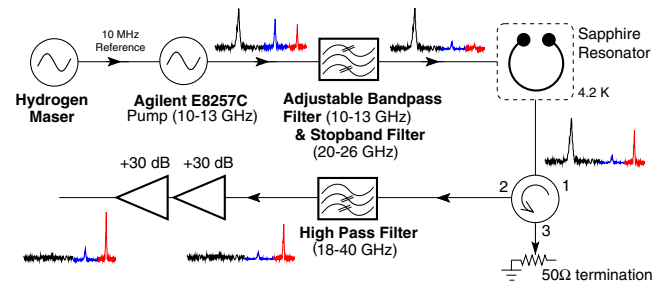 10 MHz
Reference
Hydrogen
Maser
Agilent E8257C
Pump (10-13 GHz)
Adjustable Bandpass
Filter (10-13 GHz)
& Stopband Filter
(20-26 GHz)
Sapphire
Resonator
4.2 K
+30 dB
+30 dB
High Pass Filter
(18-40 GHz)
2
1
3
50Ω termination